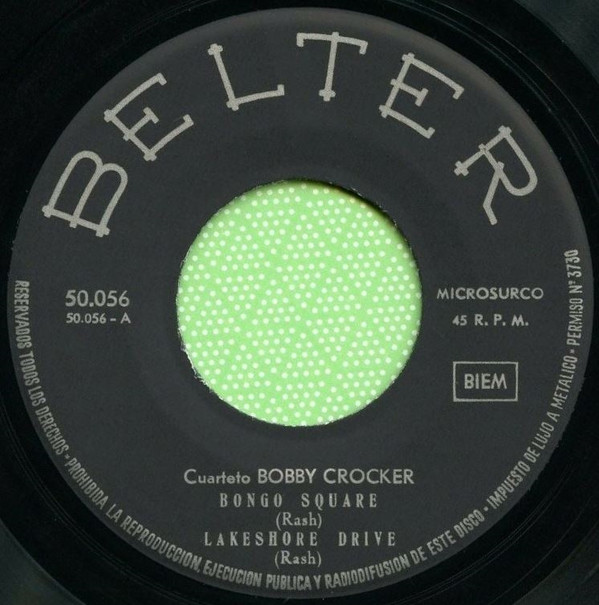 BELTER
50.056
50.056 - A
MICROSURCO
45 R. P. M.
BIEM
Cuarteto BOBBY CROCKER
BONGO SQUARE
(Rash)
LAKESHORE DRIVE
(Rash)
RESERVADOS TODOS LOS DERECHOS - PROHIBIDA LA REPRODUCCION, EJECUCION PUBLICA Y RADIODIFUSION DE ESTE DISCO - IMPUESTO DE LUJO A METALICO - PERMISO Nº 3730